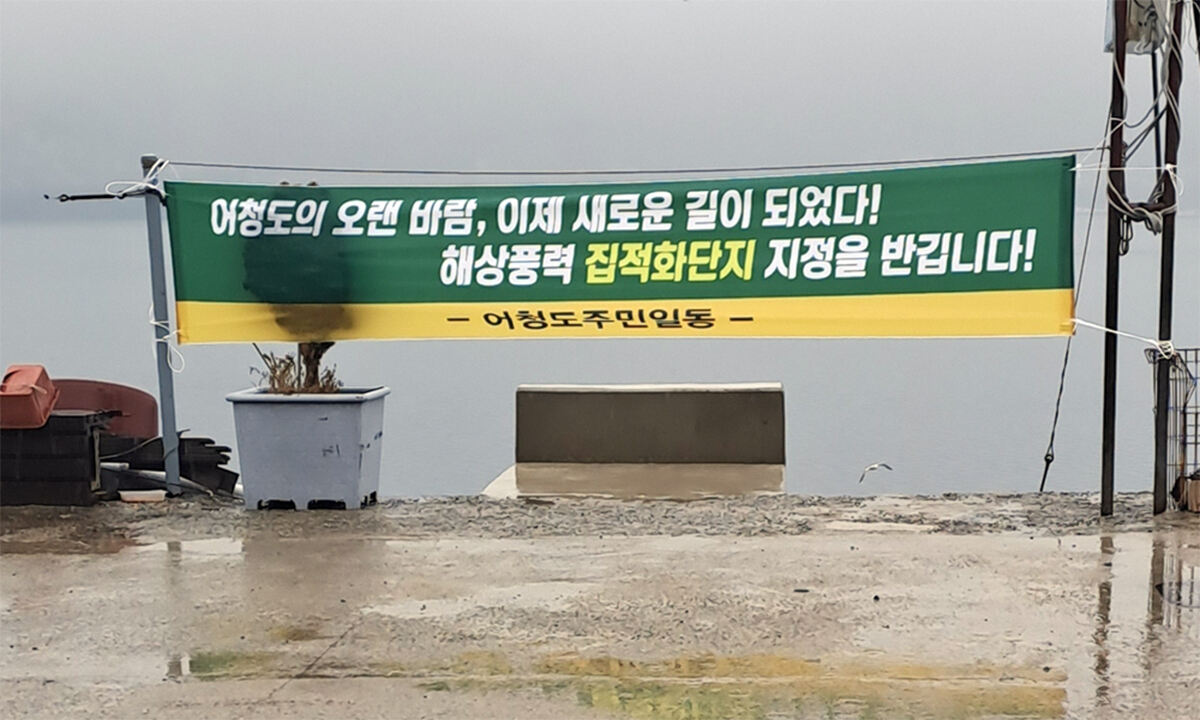 어청도의 오랜 바람, 이제 새로운 길이 되었다!
해상풍력 집적화단지 지정을 반깁니다!
- 어청도주민일동 -